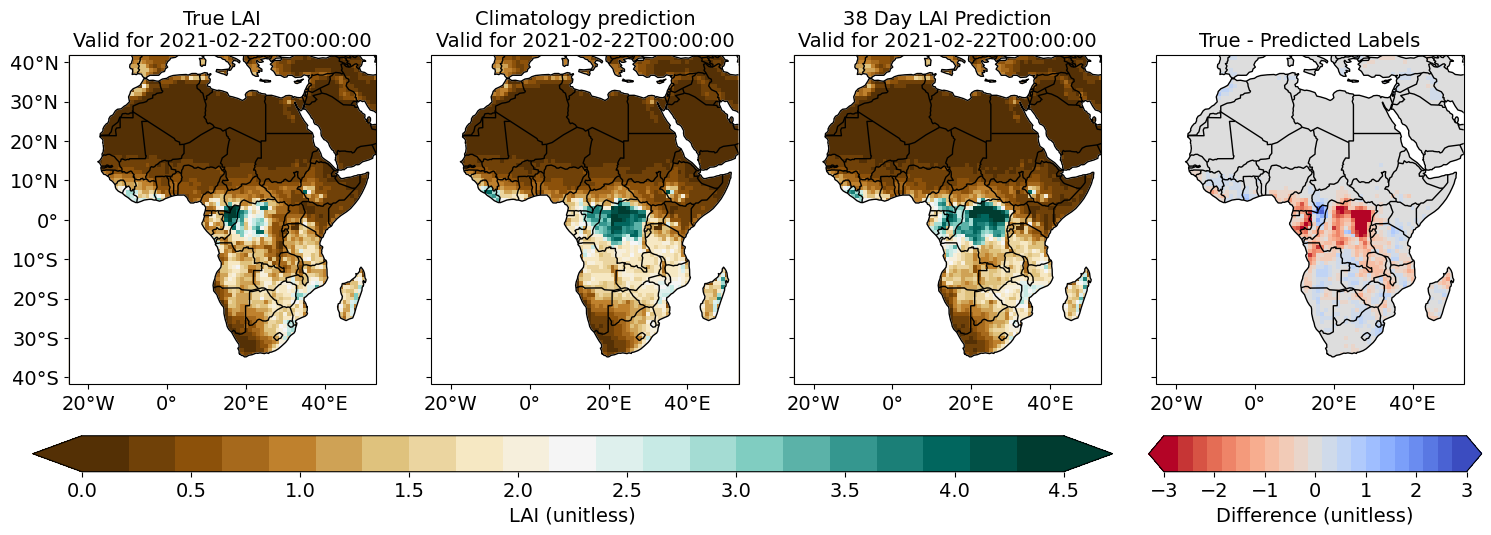 True LAI
Valid for 2021-02-22T00:00:00
Climatology prediction
Valid for 2021-02-22T00:00:00
38 Day LAI Prediction
Valid for 2021-02-22T00:00:00
True - Predicted Labels
40°N
30°N
20°N
10°N
0°
10°S
20°S
30°S
40°S
20°W 0° 20°E 40°E
20°W 0° 20°E 40°E
20°W 0° 20°E 40°E
20°W 0° 20°E 40°E
0.0 0.5 1.0 1.5 2.0 2.5 3.0 3.5 4.0 4.5
LAI (unitless)
−3 −2 −1 0 1 2 3
Difference (unitless)